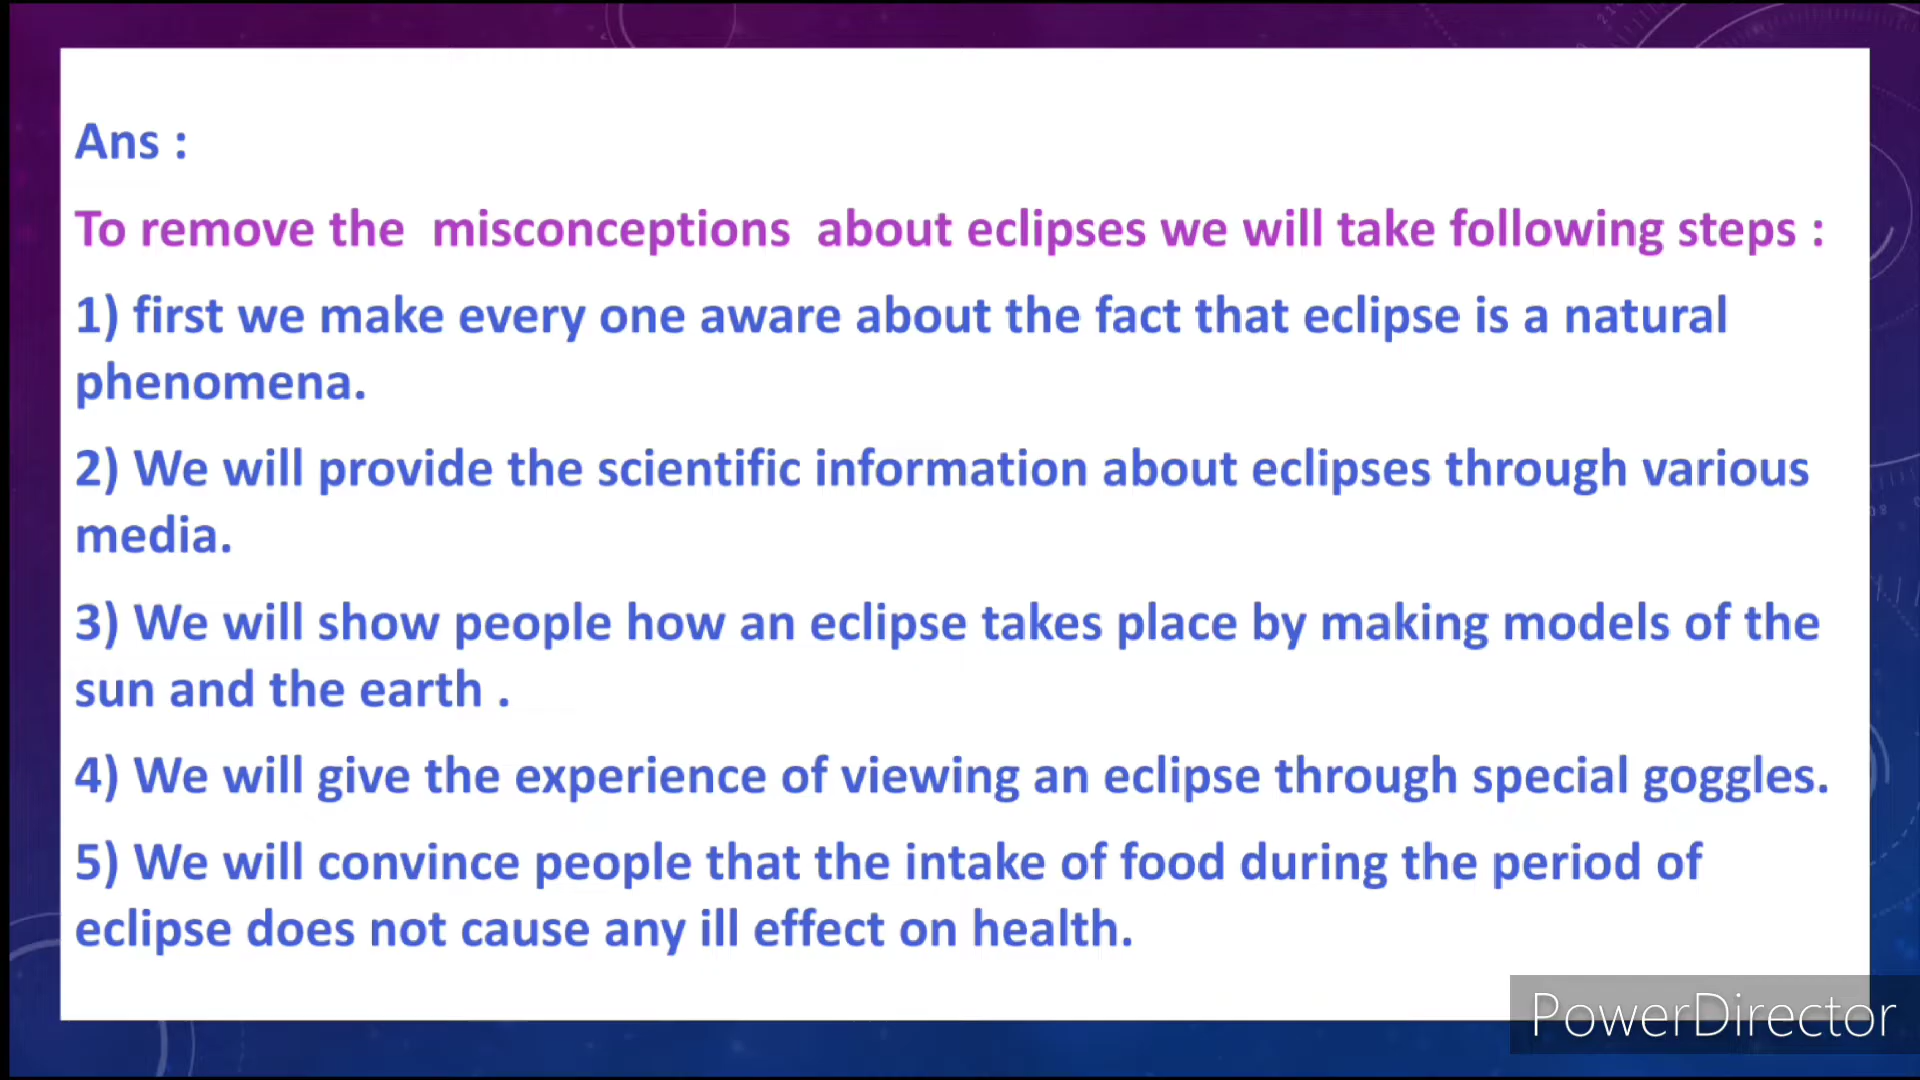 Ans :
To remove the misconceptions about eclipses we will take following steps :
1) first we make every one aware about the fact that eclipse is a natural
phenomena.
2) We will provide the scientific information about eclipses through various
media.
3) We will show people how an eclipse takes place by making models of the
sun and the earth .
4) We will give the experience of viewing an eclipse through special goggles.
5) We will convince people that the intake of food during the period of
eclipse does not cause any ill effect on health.
PowerDirector